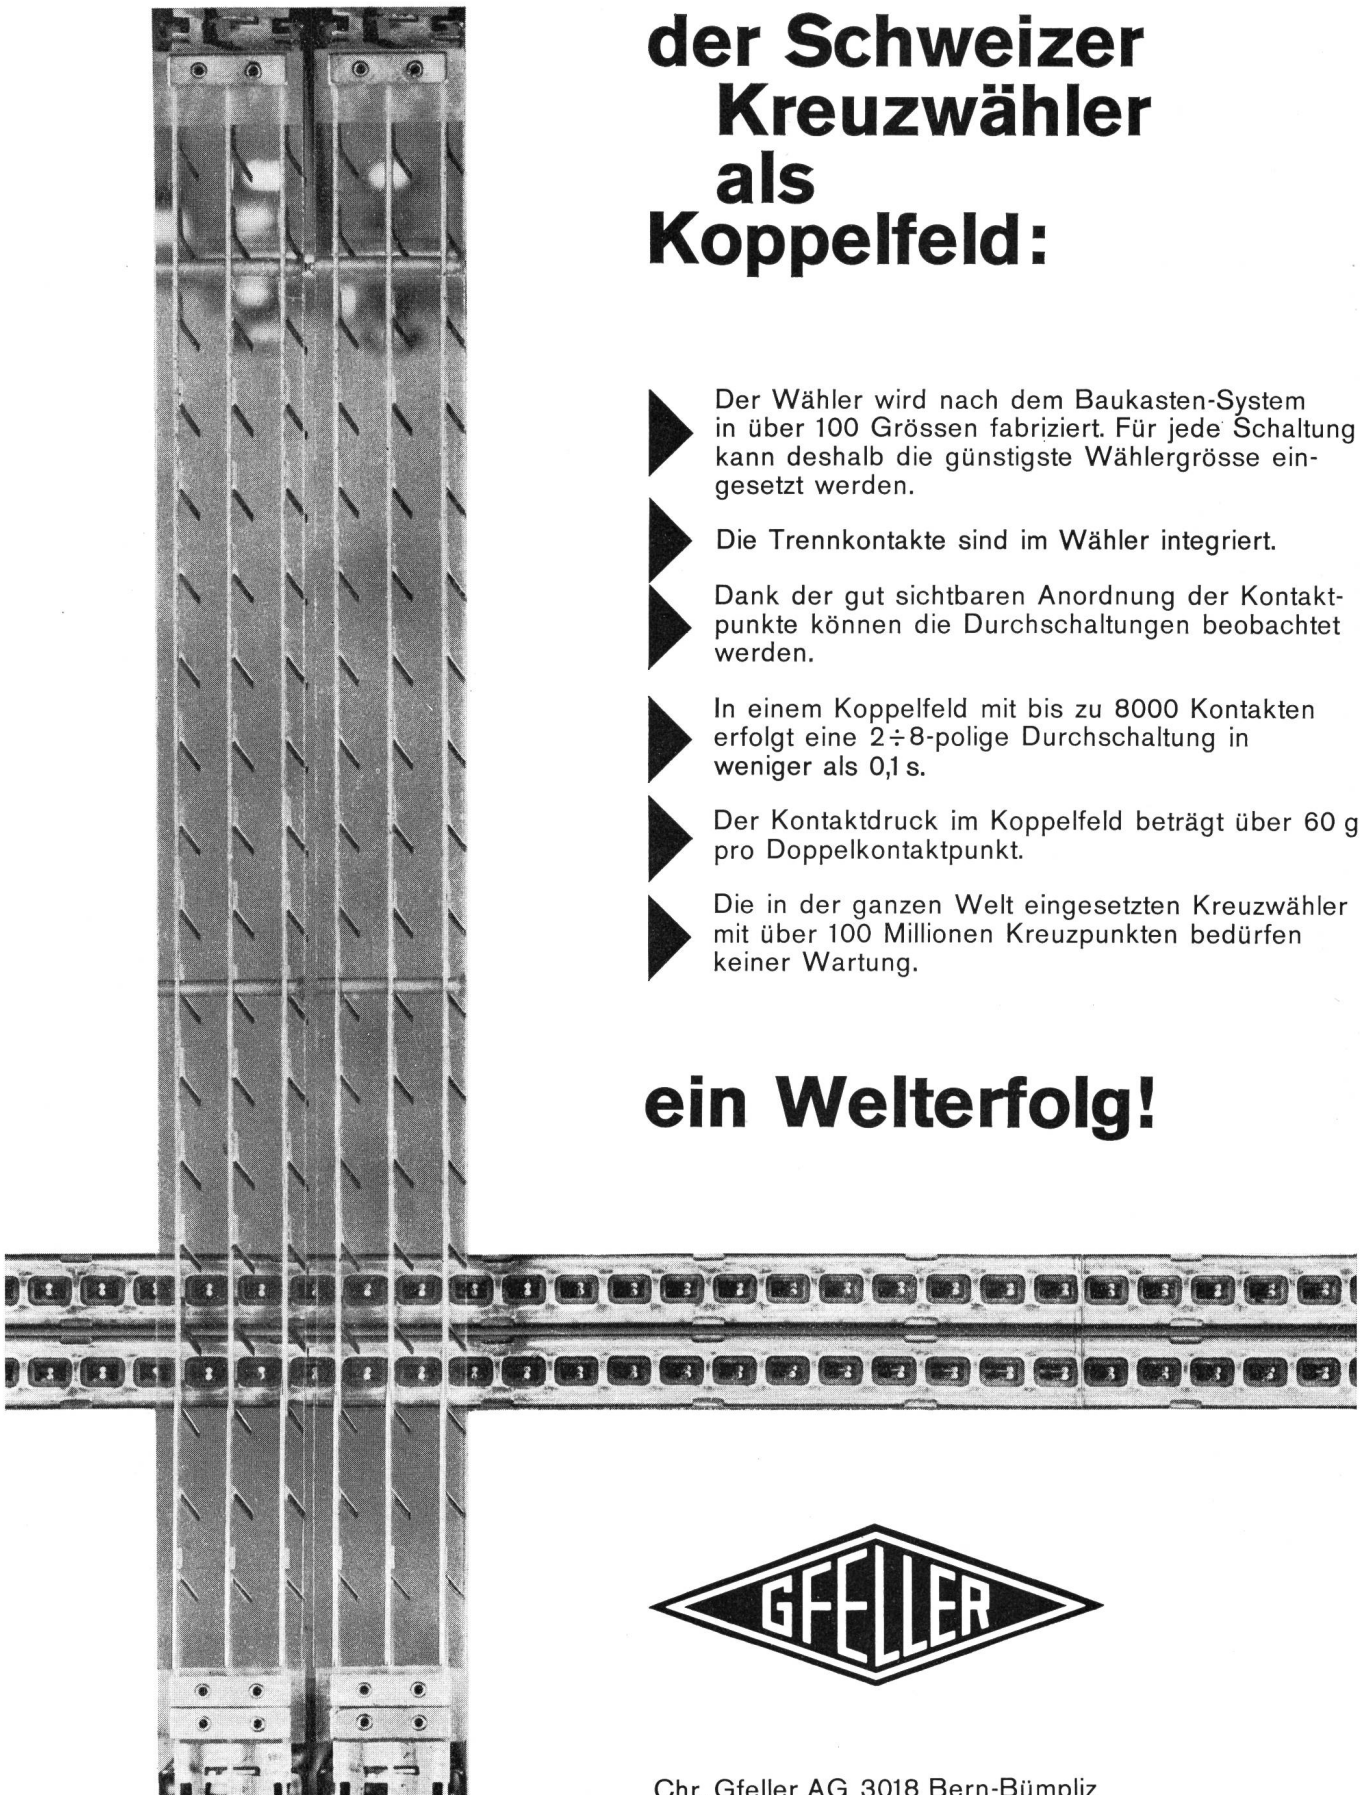 der Schweizer
Kreuzwähler
als
Koppelfeld:
Der Wähler wird nach dem Baukasten-System
in über 100 Grössen fabriziert. Für jede Schaltung
kann deshalb die günstigste Wählergrösse ein-
gesetzt werden.
Die Trennkontakte sind im Wähler integriert.
Dank der gut sichtbaren Anordnung der Kontakt-
punkte können die Durchschaltungen beobachtet
werden.
In einem Koppelfeld mit bis zu 8000 Kontakten
erfolgt eine 2÷8-polige Durchschaltung in
weniger als 0,1 s.
Der Kontaktdruck im Koppelfeld beträgt über 60 g
pro Doppelkontaktpunkt.
Die in der ganzen Welt eingesetzten Kreuzwähler
mit über 100 Millionen Kreuzpunkten bedürfen
keiner Wartung.
ein Welterfolg!
GFELLER
Chr. Gfeller AG 3018 Bern-Bümpliz